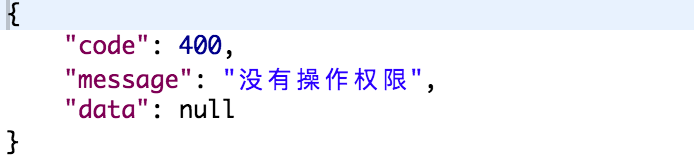 {
    "code": 400,
    "message": "没有操作权限",
    "data": null
}